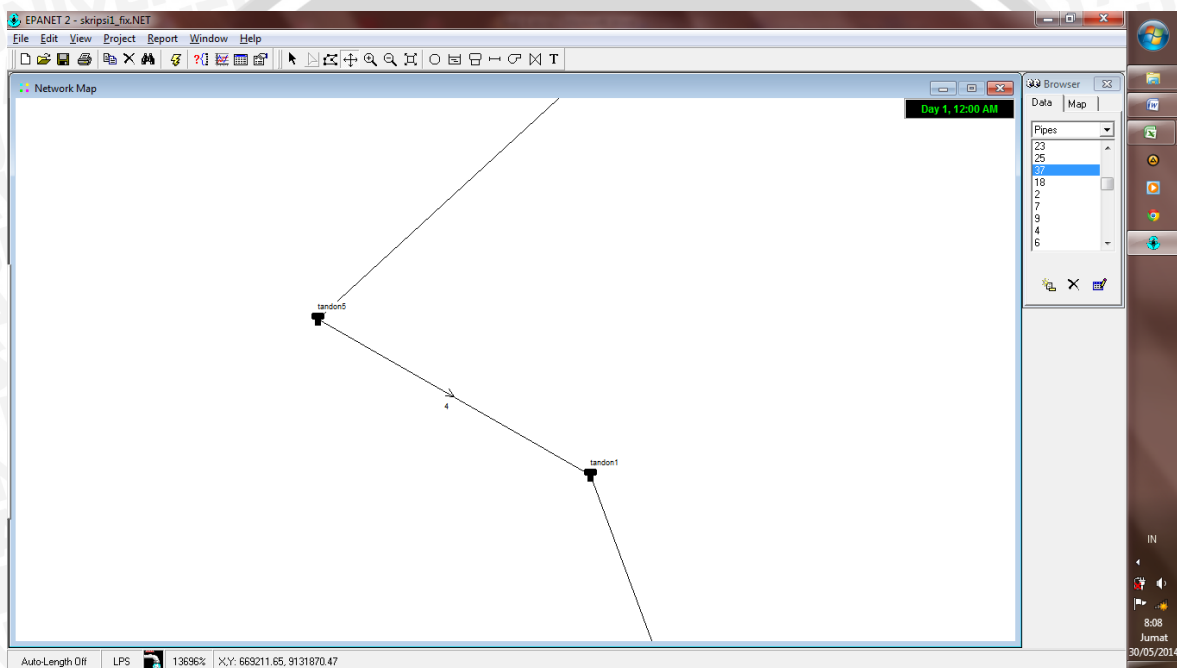 EPANET 2 - skripsi1_fix.NET
File Edit View Project Report Window Help
T
Network Map
Day 1, 12:00 AM
tandon5
4
tandon1
Browser
Data Map
Pipes
23
25
37
18
2
7
9
4
6
IN
8:08
Jumat
30/05/2014
Auto-Length Off LPS 13696% X,Y: 669211.65, 9131870.47